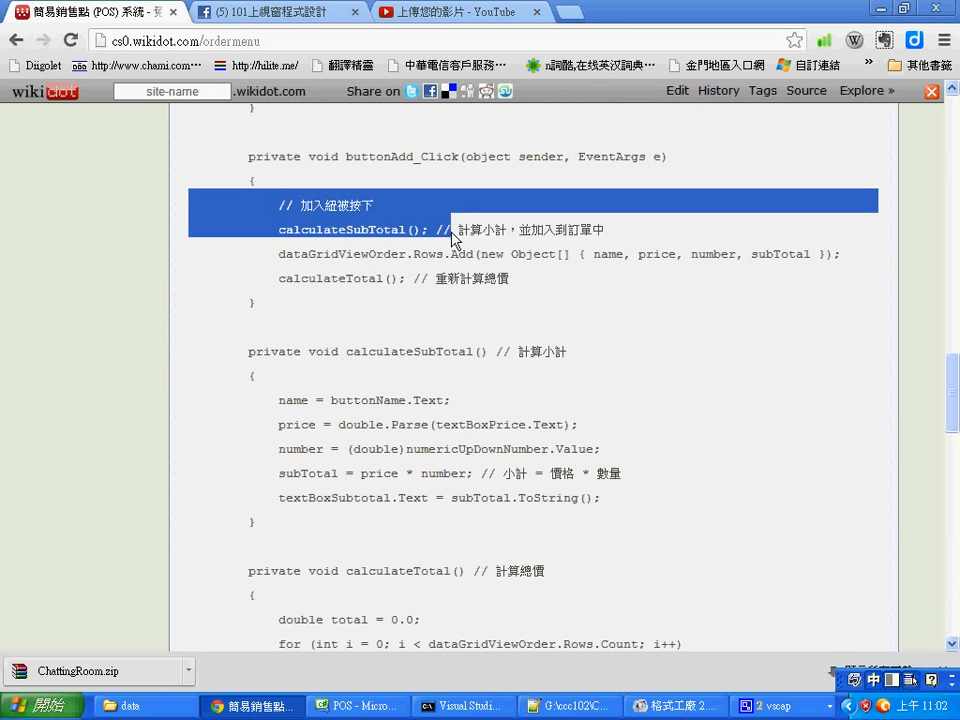 簡易銷售點 (POS) 系統 -
(5) 101上視窗程式設計
上傳您的影片 - YouTube
cs0.wikidot.com/ordermenu
Diigolet
http://www.chami.com…
http://hilite.me/
翻譯精靈
中華電信客戶服務…
n詞酷,在线英汉词典…
金門地區入口網
自訂連結
»
其他書籤
wikidot
site-name
.wikidot.com
Share on
Edit
History
Tags
Source
Explore »
}
private void buttonAdd_Click(object sender, EventArgs e)
{
// 加入紐被按下
calculateSubTotal(); // 計算小計，並加入到訂單中
dataGridViewOrder.Rows.Add(new Object[] { name, price, number, subTotal });
calculateTotal(); // 重新計算總價
}
private void calculateSubTotal() // 計算小計
{
name = buttonName.Text;
price = double.Parse(textBoxPrice.Text);
number = (double)numericUpDownNumber.Value;
subTotal = price * number; // 小計 = 價格 * 數量
textBoxSubtotal.Text = subTotal.ToString();
}
private void calculateTotal() // 計算總價
{
double total = 0.0;
for (int i = 0; i < dataGridViewOrder.Rows.Count; i++)
ChattingRoom.zip
中
開始
data
簡易銷售點...
POS - Micro...
Visual Studi...
G:\ccc102\C...
格式工廠 2....
2 vscap
上午 11:02